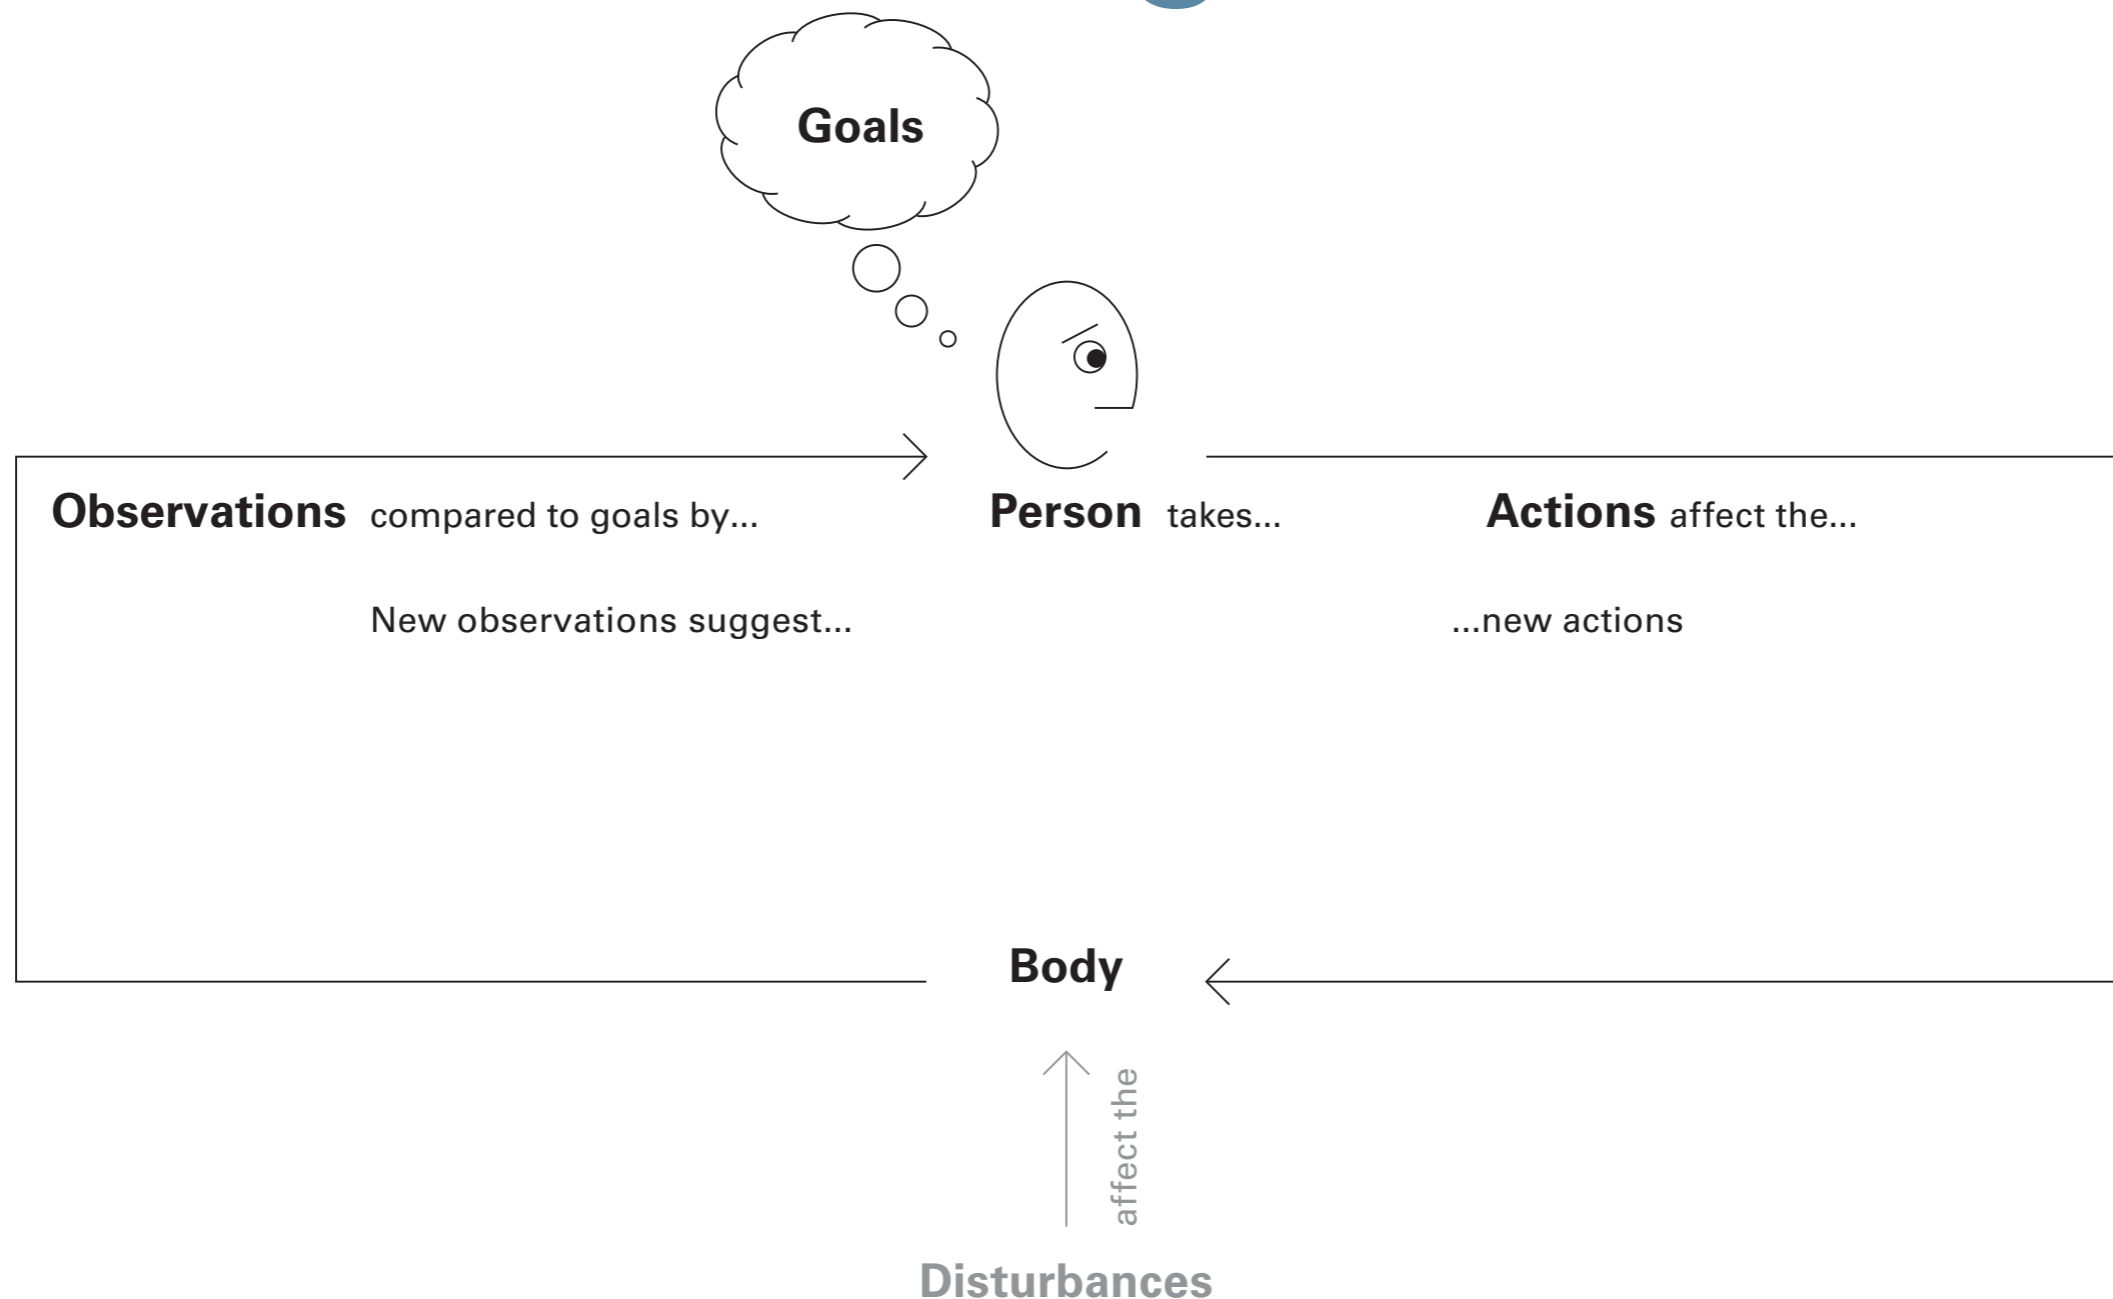 Goals
Observations compared to goals by...
Person takes...
Actions affect the...
New observations suggest...
...new actions
Body
affect the
Disturbances